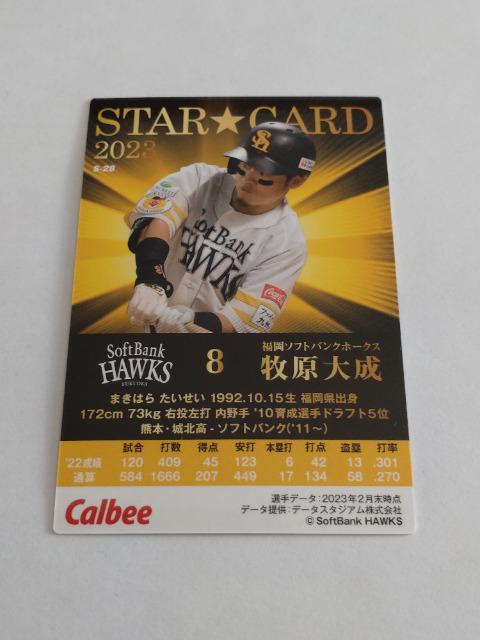 STAR★CARD
2023
S-28
SoftBank
HAWKS
Coca-Cola
SoftBank
HAWKS
FUKUOKA
8
福岡ソフトバンクホークス
牧原大成
まきはら たいせい 1992.10.15生 福岡県出身
172cm 73kg 右投左打 内野手 '10育成選手ドラフト5位
熊本・城北高 - ソフトバンク('11~)
試合 打数 得点 安打 本塁打 打点 盗塁 打率
'22成績 120 409 45 123 6 42 13 .301
通算 584 1666 207 449 17 134 58 .270
Calbee
選手データ:2023年2月末時点
データ提供:データスタジアム株式会社
© SoftBank HAWKS